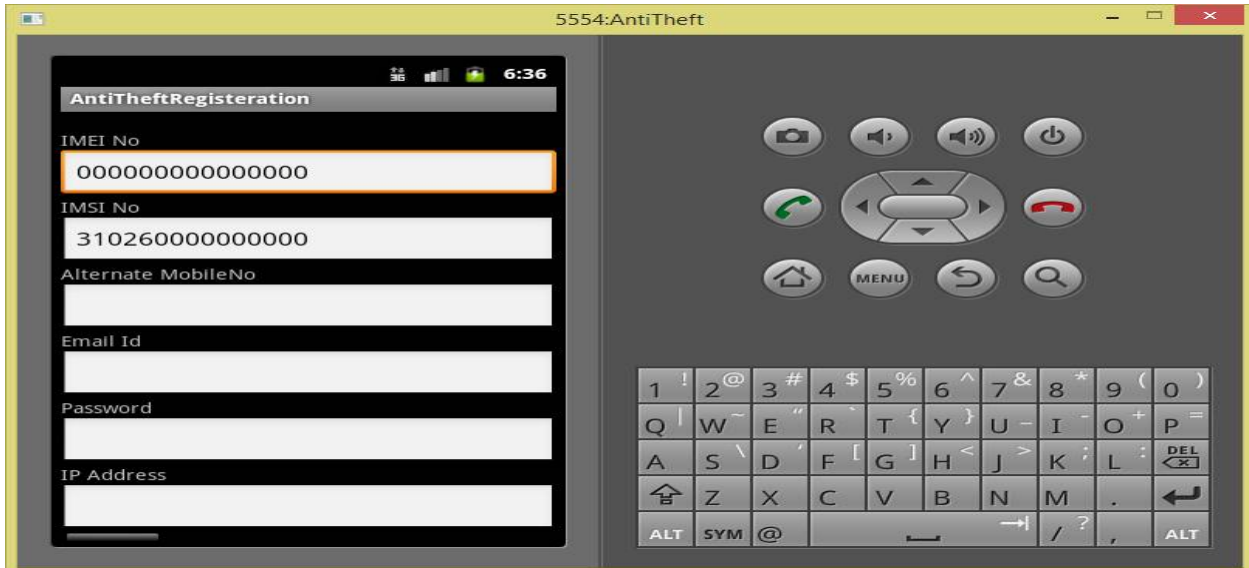 5554:AntiTheft
3G 6:36
AntiTheftRegisteration
IMEI No
000000000000000
IMSI No
310260000000000
Alternate MobileNo
Email Id
Password
IP Address
MENU
1 ! 2 @ 3 # 4 $ 5 % 6 ^ 7 & 8 * 9 ( 0 )
Q | W ~ E " R ` T { Y } U _ I - O + P =
A S \ D ' F [ G ] H < J > K ; L : DEL
Z X C V B N M .
ALT SYM @ / ? , ALT